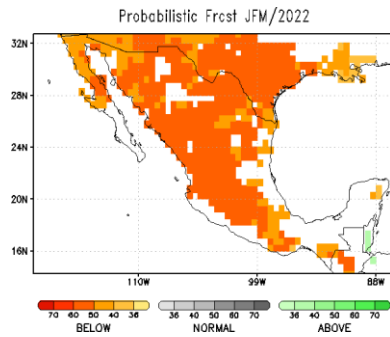 Probabilistic Frost JFM/2022
32N
28N
24N
20N
16N
110W 99W 88W
70 60 50 40 36 36 40 50 60 70 36 40 50 60 70
BELOW NORMAL ABOVE